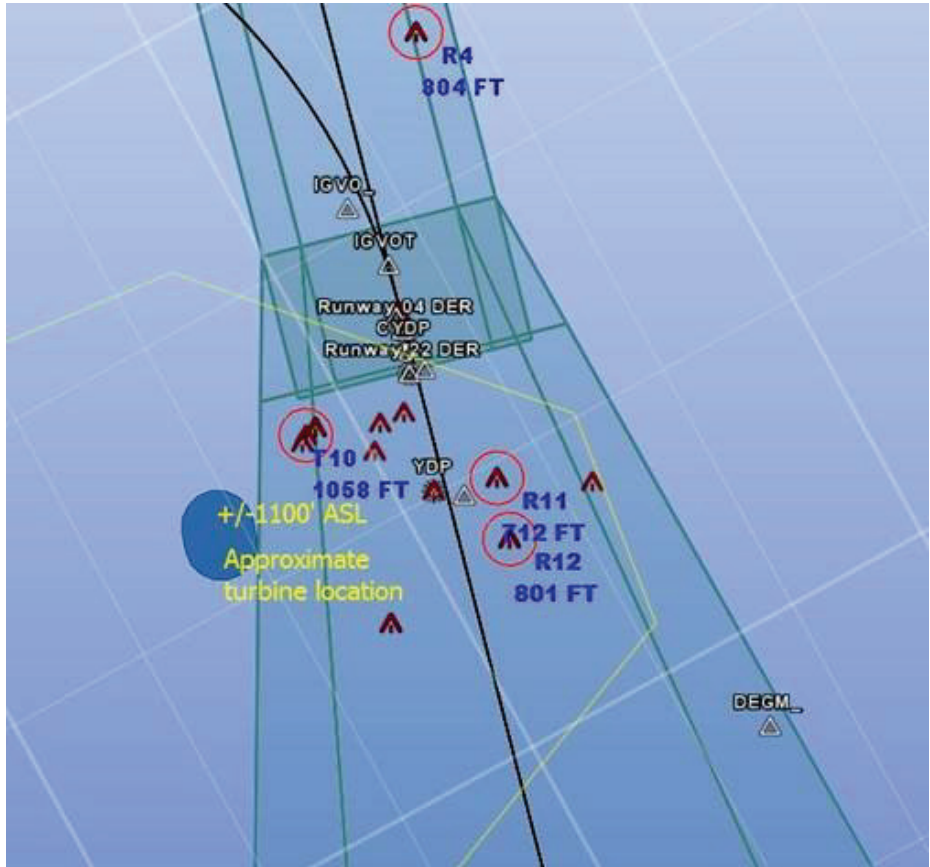 R4
804 FT
IGVO_
IGVOT
Runway 04 DER
CYDP
Runway 22 DER
T10
1058 FT
YDP
R11
712 FT
R12
801 FT
+/-1100' ASL
Approximate
turbine location
DEGM_